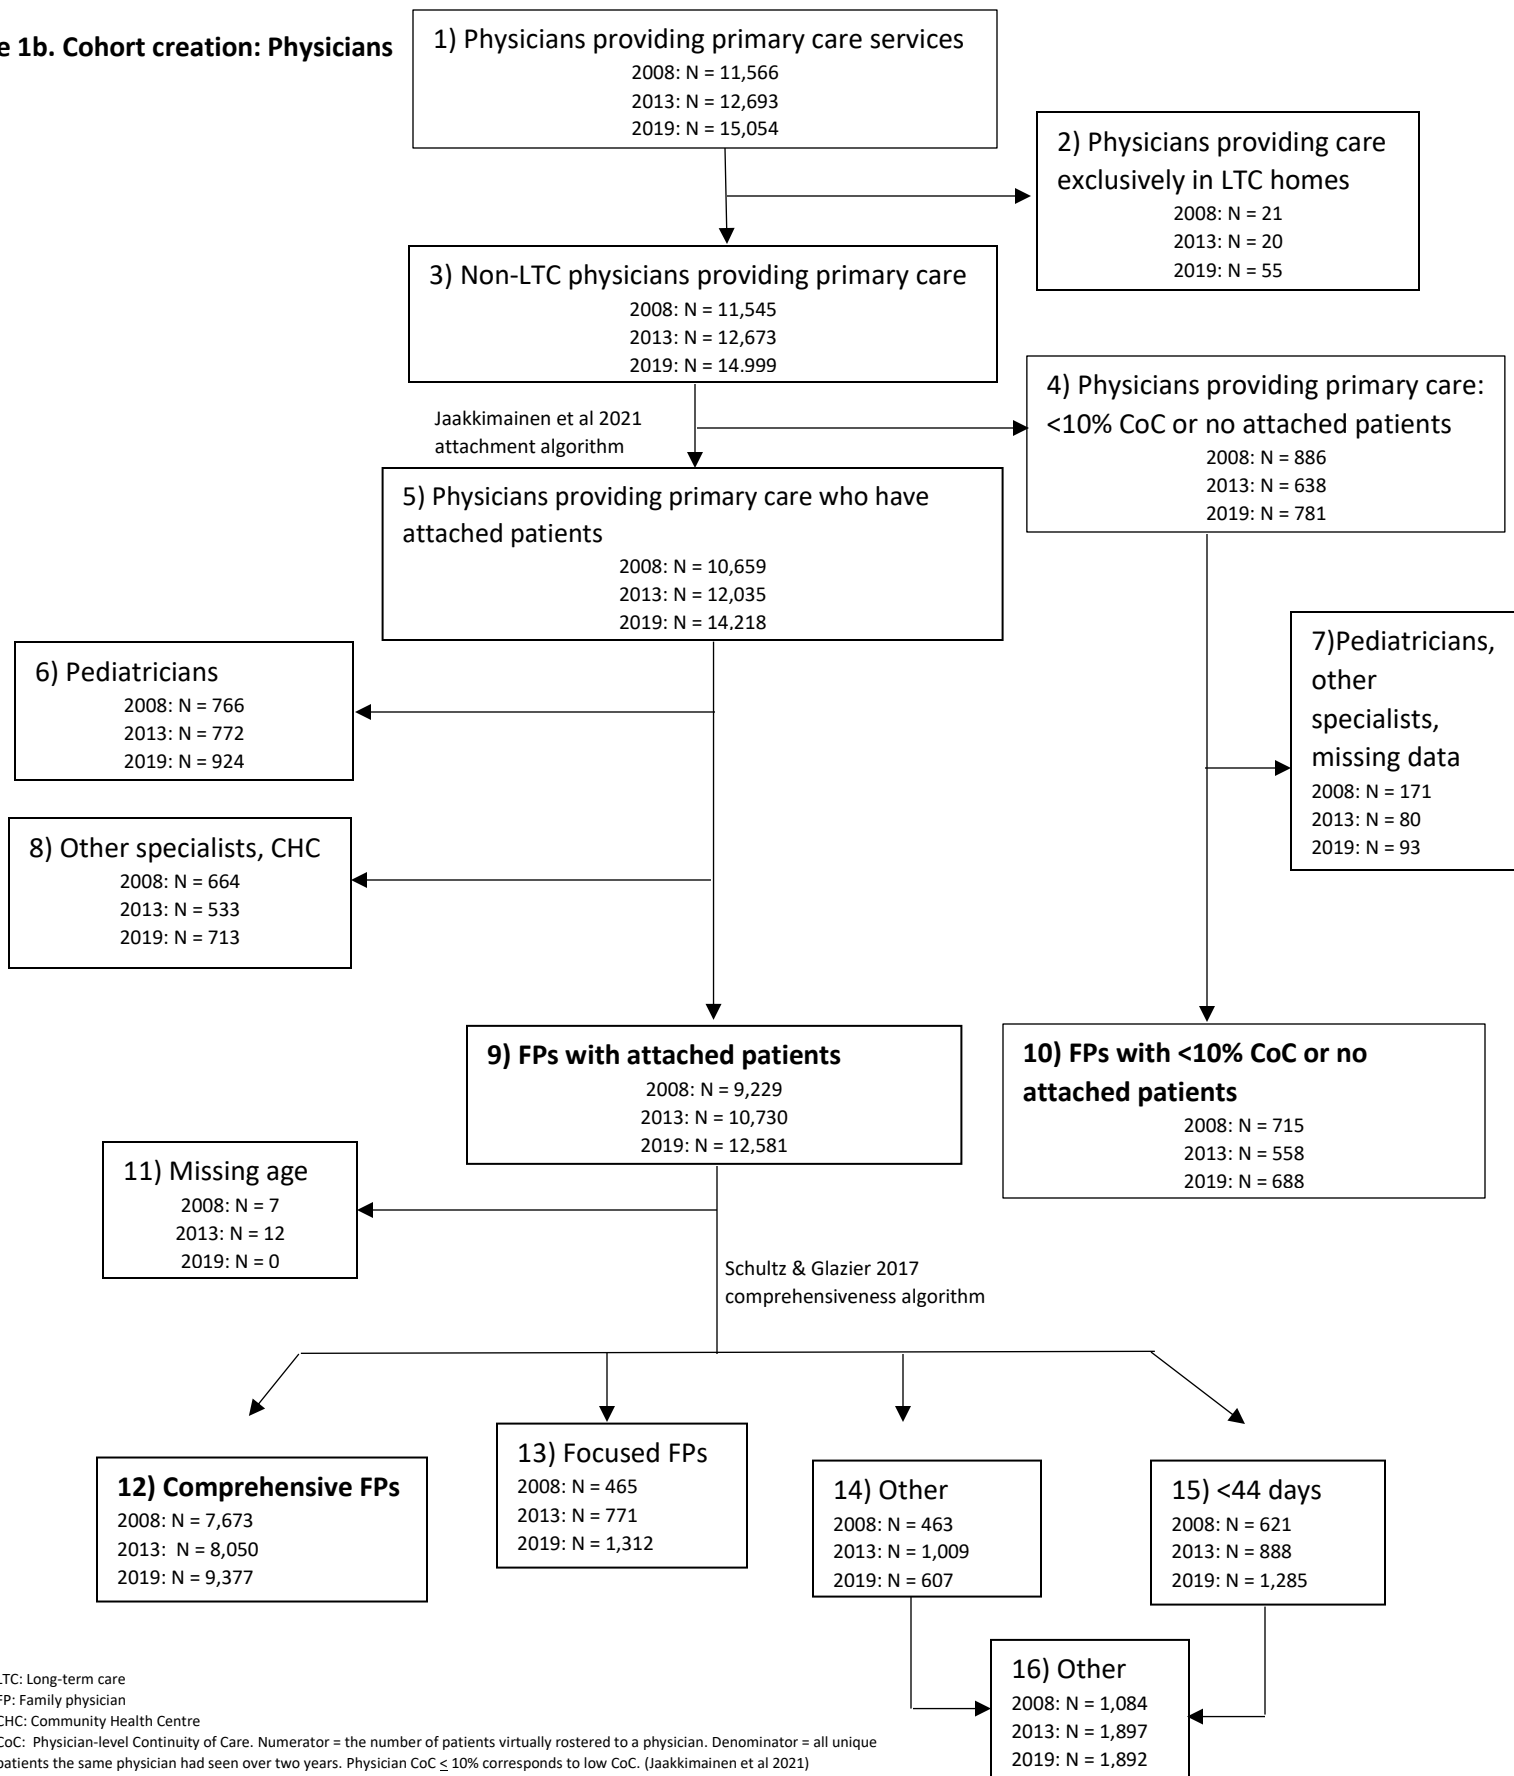 e 1b. Cohort creation: Physicians
1) Physicians providing primary care services
2008: N = 11,566
2013: N = 12,693
2019: N = 15,054
2) Physicians providing care
exclusively in LTC homes
2008: N = 21
2013: N = 20
2019: N = 55
3) Non-LTC physicians providing primary care
2008: N = 11,545
2013: N = 12,673
2019: N = 14.999
Jaakkimainen et al 2021
attachment algorithm
4) Physicians providing primary care:
<10% CoC or no attached patients
2008: N = 886
2013: N = 638
2019: N = 781
5) Physicians providing primary care who have
attached patients
2008: N = 10,659
2013: N = 12,035
2019: N = 14,218
6) Pediatricians
2008: N = 766
2013: N = 772
2019: N = 924
7)Pediatricians,
other
specialists,
missing data
2008: N = 171
2013: N = 80
2019: N = 93
8) Other specialists, CHC
2008: N = 664
2013: N = 533
2019: N = 713
9) FPs with attached patients
2008: N = 9,229
2013: N = 10,730
2019: N = 12,581
10) FPs with <10% CoC or no
attached patients
2008: N = 715
2013: N = 558
2019: N = 688
11) Missing age
2008: N = 7
2013: N = 12
2019: N = 0
Schultz & Glazier 2017
comprehensiveness algorithm
12) Comprehensive FPs
2008: N = 7,673
2013: N = 8,050
2019: N = 9,377
13) Focused FPs
2008: N = 465
2013: N = 771
2019: N = 1,312
14) Other
2008: N = 463
2013: N = 1,009
2019: N = 607
15) <44 days
2008: N = 621
2013: N = 888
2019: N = 1,285
16) Other
2008: N = 1,084
2013: N = 1,897
2019: N = 1,892
LTC: Long-term care
FP: Family physician
CHC: Community Health Centre
CoC: Physician-level Continuity of Care. Numerator = the number of patients virtually rostered to a physician. Denominator = all unique
patients the same physician had seen over two years. Physician CoC ≤ 10% corresponds to low CoC. (Jaakkimainen et al 2021)